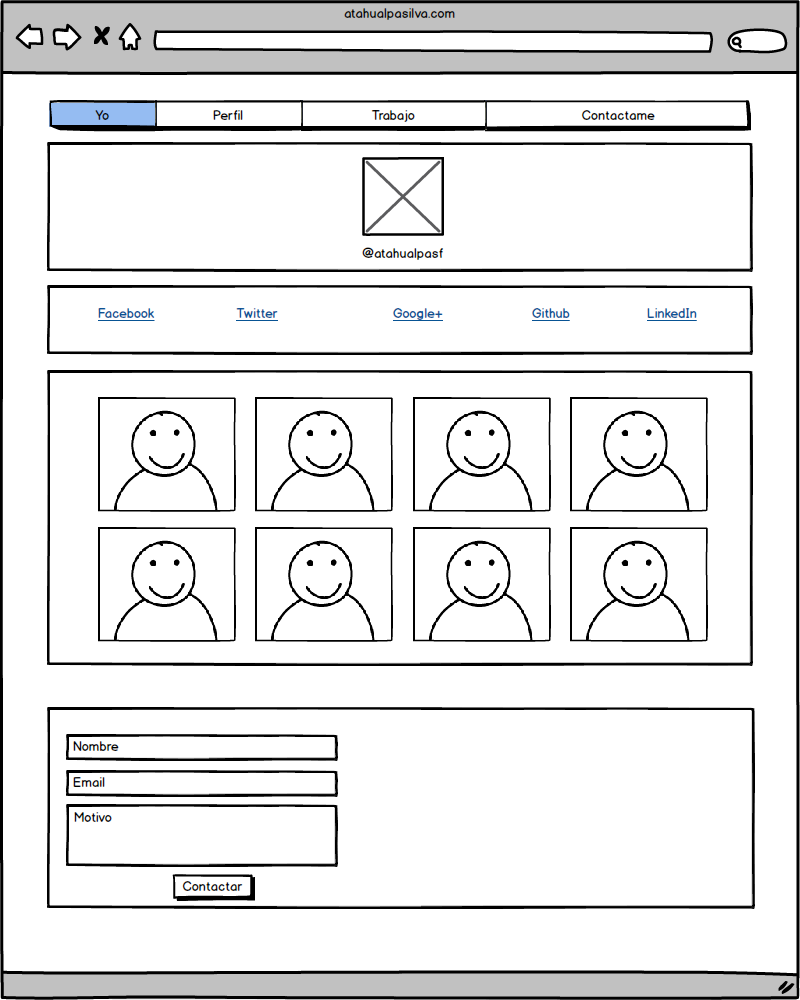 atahualpasilva.com
Yo Perfil Trabajo Contactame
@atahualpasf
Facebook Twitter Google+ Github LinkedIn
Nombre
Email
Motivo
Contactar